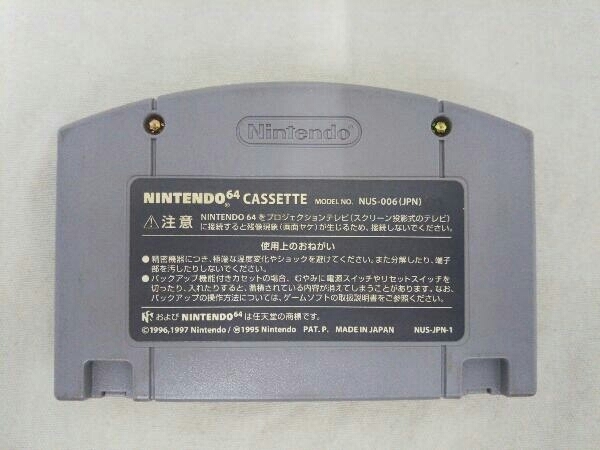 Nintendo®
NINTENDO64® CASSETTE MODEL NO. NUS-006(JPN)
⚠注意 NINTENDO 64をプロジェクションテレビ(スクリーン投影式のテレビ)
に接続すると残像現象(画面ヤケ)が生じるため、接続しないでください。
使用上のおねがい
●精密機器につき、極端な温度変化やショックを避けてください。また分解したり、端子
部を汚したりしないでください。
●バックアップ機能付きカセットの場合、むやみに電源スイッチやリセットスイッチを
切ったり、入れたりすると、蓄積されている内容が消えてしまうことがあります。なお、
バックアップの操作方法については、ゲームソフトの取扱説明書をご参照ください。
および NINTENDO64 は任天堂の商標です。
©1996,1997 Nintendo/Ⓜ1995 Nintendo PAT. P. MADE IN JAPAN NUS-JPN-1